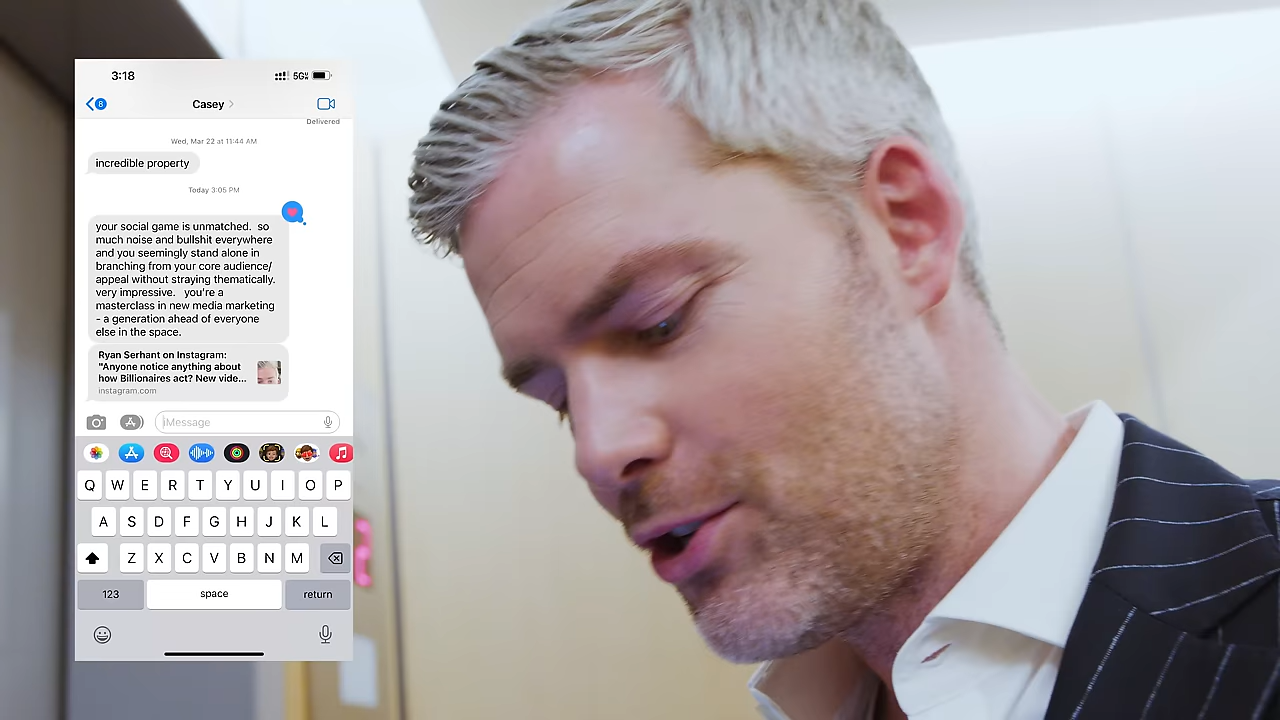 3:18
5G
8
Casey
Delivered
Wed, Mar 22 at 11:44 AM
incredible property
Today 3:05 PM
your social game is unmatched. so
much noise and bullshit everywhere
and you seemingly stand alone in
branching from your core audience/
appeal without straying thematically.
very impressive. you're a
masterclass in new media marketing
- a generation ahead of everyone
else in the space.
Ryan Serhant on Instagram:
"Anyone notice anything about
how Billionaires act? New vide...
instagram.com
iMessage
Q W E R T Y U I O P
A S D F G H J K L
Z X C V B N M
123 space return